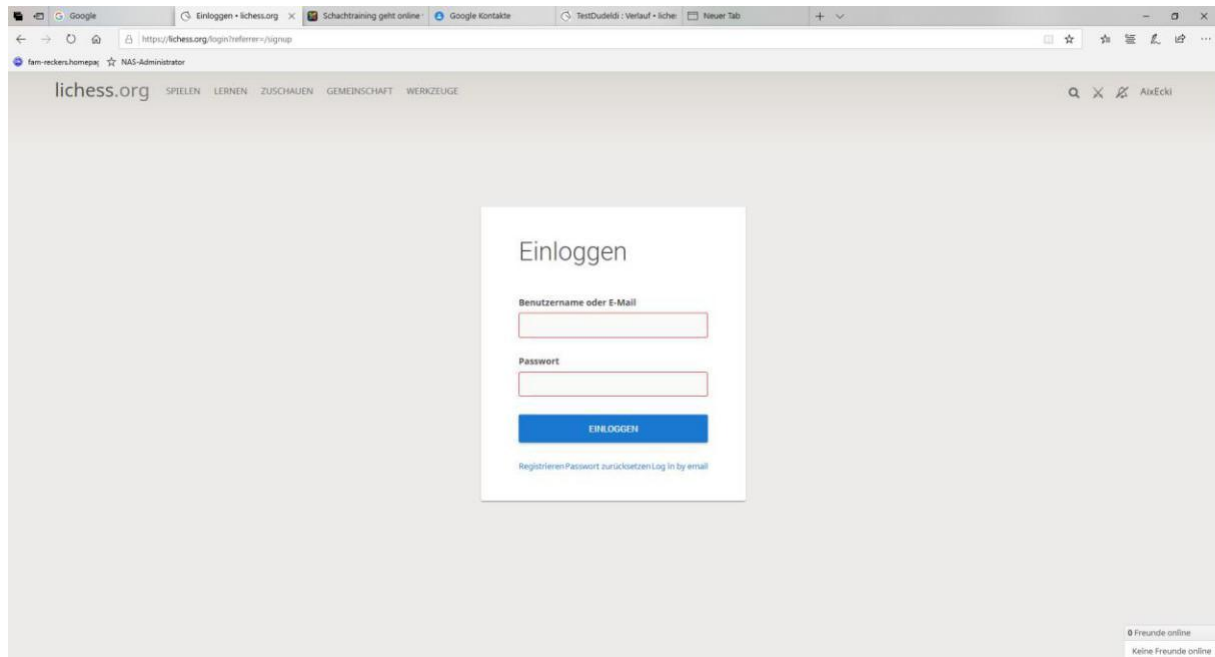 Google
Einloggen • lichess.org
Schachtraining geht online
Google Kontakte
TestDudeldi : Verlauf • liche
Neuer Tab
https://lichess.org/login?referrer=/signup
fam-reckers.homepa
NAS-Administrator
lichess.org SPIELEN LERNEN ZUSCHAUEN GEMEINSCHAFT WERKZEUGE
AixEcki
Einloggen
Benutzername oder E-Mail
Passwort
EINLOGGEN
Registrieren Passwort zurücksetzen Log in by email
0 Freunde online
Keine Freunde online